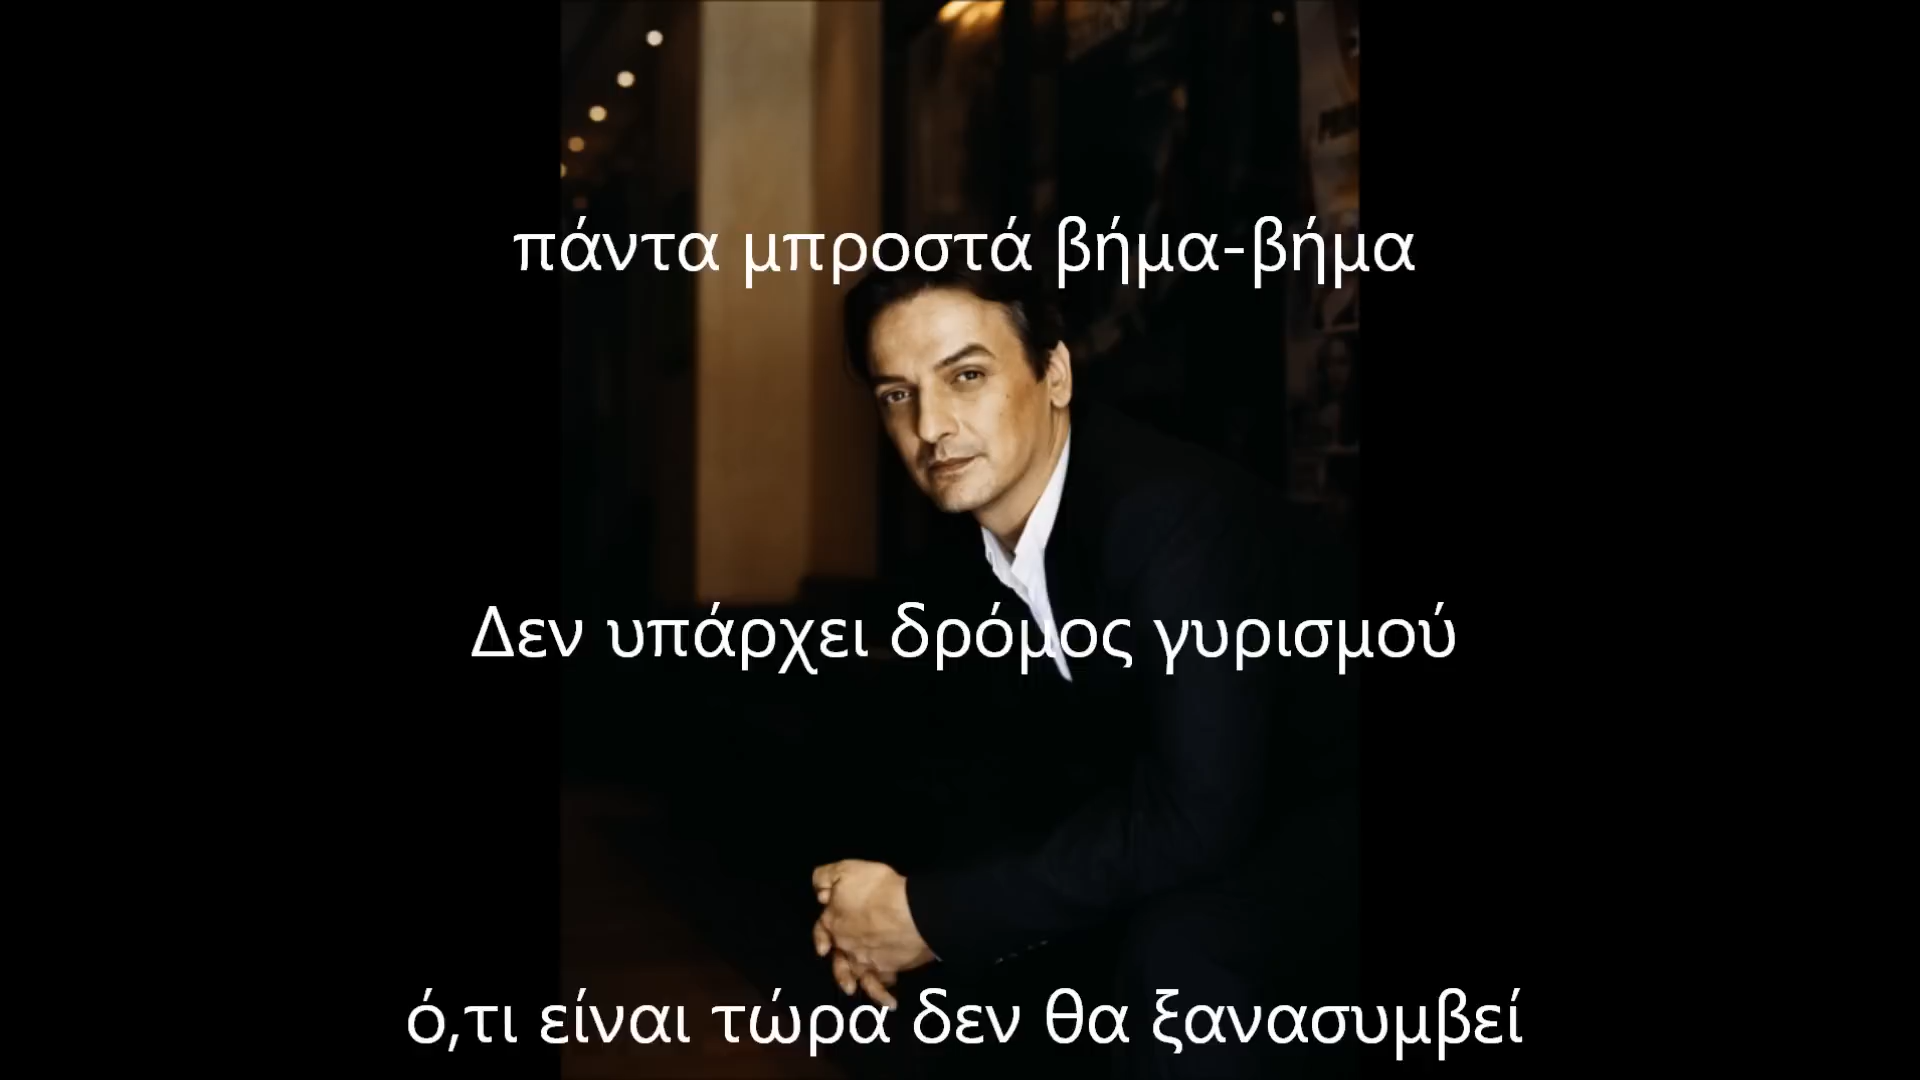 πάντα μπροστά βήμα-βήμα
Δεν υπάρχει δρόμος γυρισμού
ό,τι είναι τώρα δεν θα ξανασυμβεί